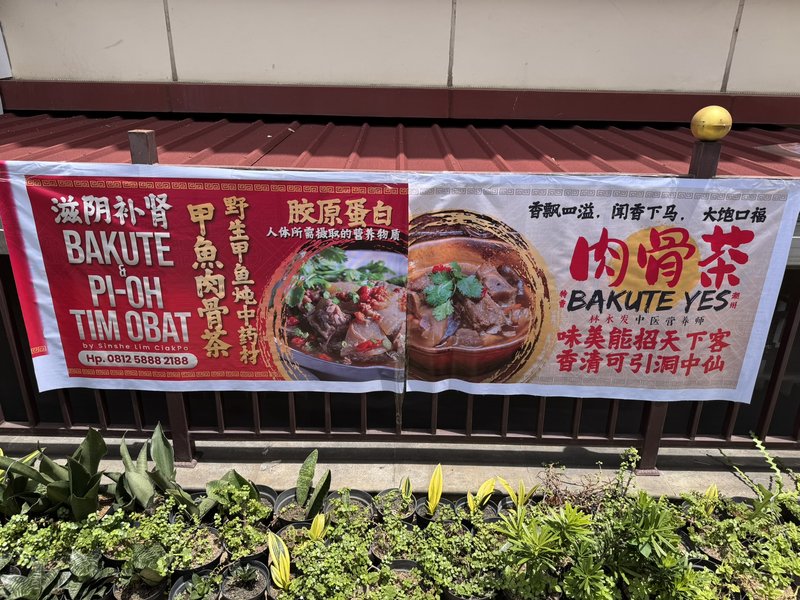 滋阴补肾
BAKUTE
&
PI-OH
TIM OBAT
by Sinshe Lim CiakPo
Hp. 0812 5888 2188
甲魚肉骨茶
野生甲鱼炖中药材
胶原蛋白
人体所需摄取的营养物质
香飘四溢，闻香下马，大饱口福
肉骨茶
BAKUTE YES
潮州
林永发中医营养师
味美能招天下客
香清可引洞中仙